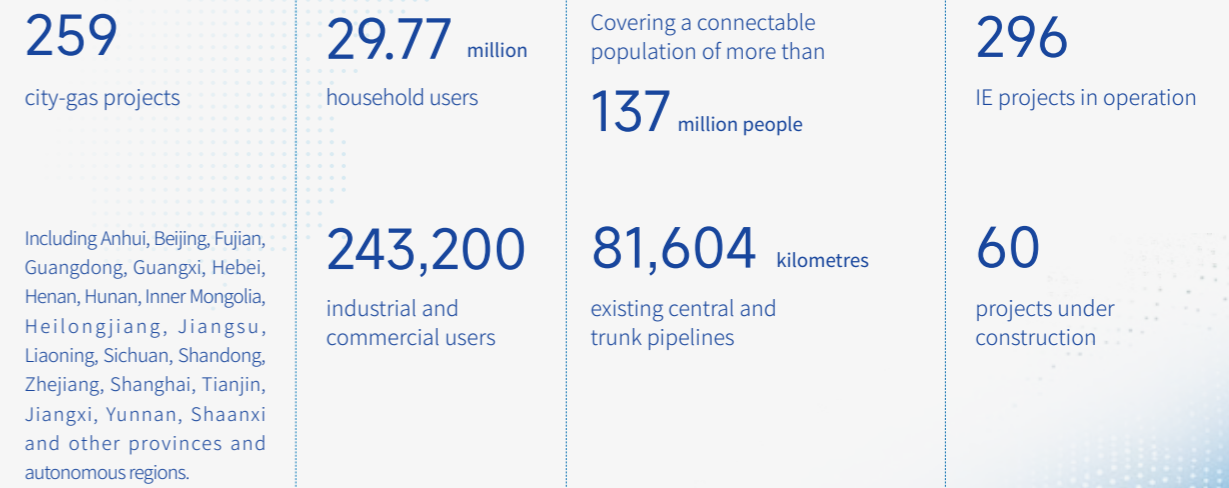 259
city-gas projects
Including Anhui, Beijing, Fujian,
Guangdong, Guangxi, Hebei,
Henan, Hunan, Inner Mongolia,
Heilongjiang, Jiangsu,
Liaoning, Sichuan, Shandong,
Zhejiang, Shanghai, Tianjin,
Jiangxi, Yunnan, Shaanxi
and other provinces and
autonomous regions.
29.77 million
household users
243,200
industrial and
commercial users
Covering a connectable
population of more than
137 million people
81,604 kilometres
existing central and
trunk pipelines
296
IE projects in operation
60
projects under
construction